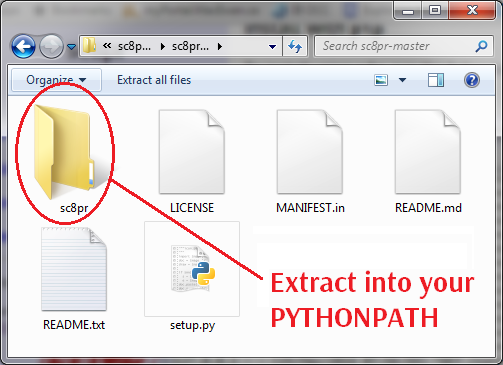 « sc8p... ▸ sc8pr... ▸
Search sc8pr-master
Organize
Extract all files
sc8pr
LICENSE
MANIFEST.in
README.md
README.txt
setup.py
Extract into your
PYTHONPATH